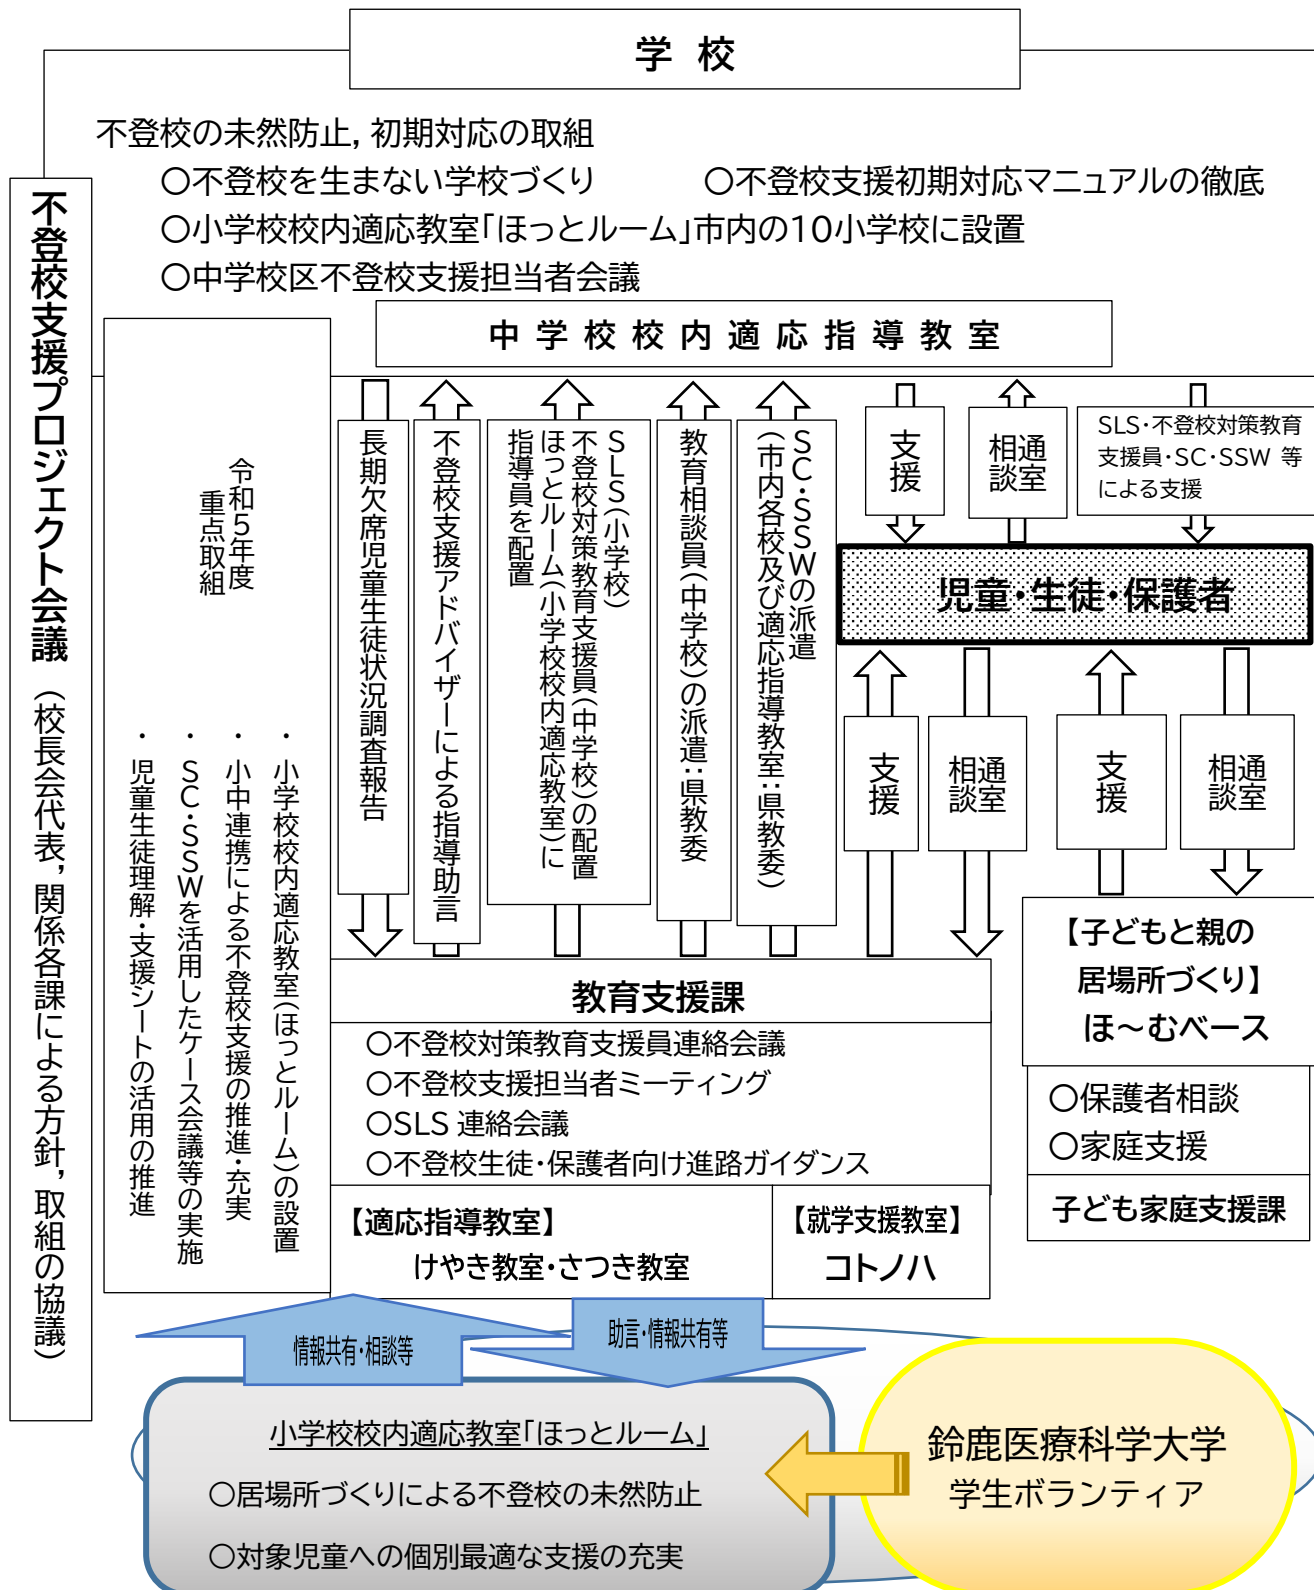 学校
不登校の未然防止，初期対応の取組
○不登校を生まない学校づくり
○不登校支援初期対応マニュアルの徹底
○小学校校内適応教室「ほっとルーム」市内の10小学校に設置
○中学校区不登校支援担当者会議
不登校支援プロジェクト会議（校長会代表，関係各課による方針，取組の協議）
令和５年度
重点取組
・小学校校内適応教室（ほっとルーム）の設置
・小中連携による不登校支援の推進・充実
・ＳＣ・ＳＳＷを活用したケース会議等の実施
・児童生徒理解・支援シートの活用の推進
中学校校内適応指導教室
長期欠席児童生徒状況調査報告
不登校支援アドバイザーによる指導助言
ＳＬＳ（小学校）
不登校対策教育支援員（中学校）の配置
ほっとルーム（小学校校内適応教室）に
指導員を配置
教育相談員（中学校）の派遣：県教委
ＳＣ・ＳＳＷの派遣
（市内各校及び適応指導教室：県教委）
支援
通室
相談
SLS・不登校対策教育
支援員・SC・SSW 等
による支援
児童・生徒・保護者
支援
通室
相談
支援
通室
相談
教育支援課
○不登校対策教育支援員連絡会議
○不登校支援担当者ミーティング
○SLS 連絡会議
○不登校生徒・保護者向け進路ガイダンス
【適応指導教室】
けやき教室・さつき教室
【就学支援教室】
コトノハ
【子どもと親の
居場所づくり】
ほ～むベース
○保護者相談
○家庭支援
子ども家庭支援課
情報共有・相談等
助言・情報共有等
小学校校内適応教室「ほっとルーム」
○居場所づくりによる不登校の未然防止
○対象児童への個別最適な支援の充実
鈴鹿医療科学大学
学生ボランティア